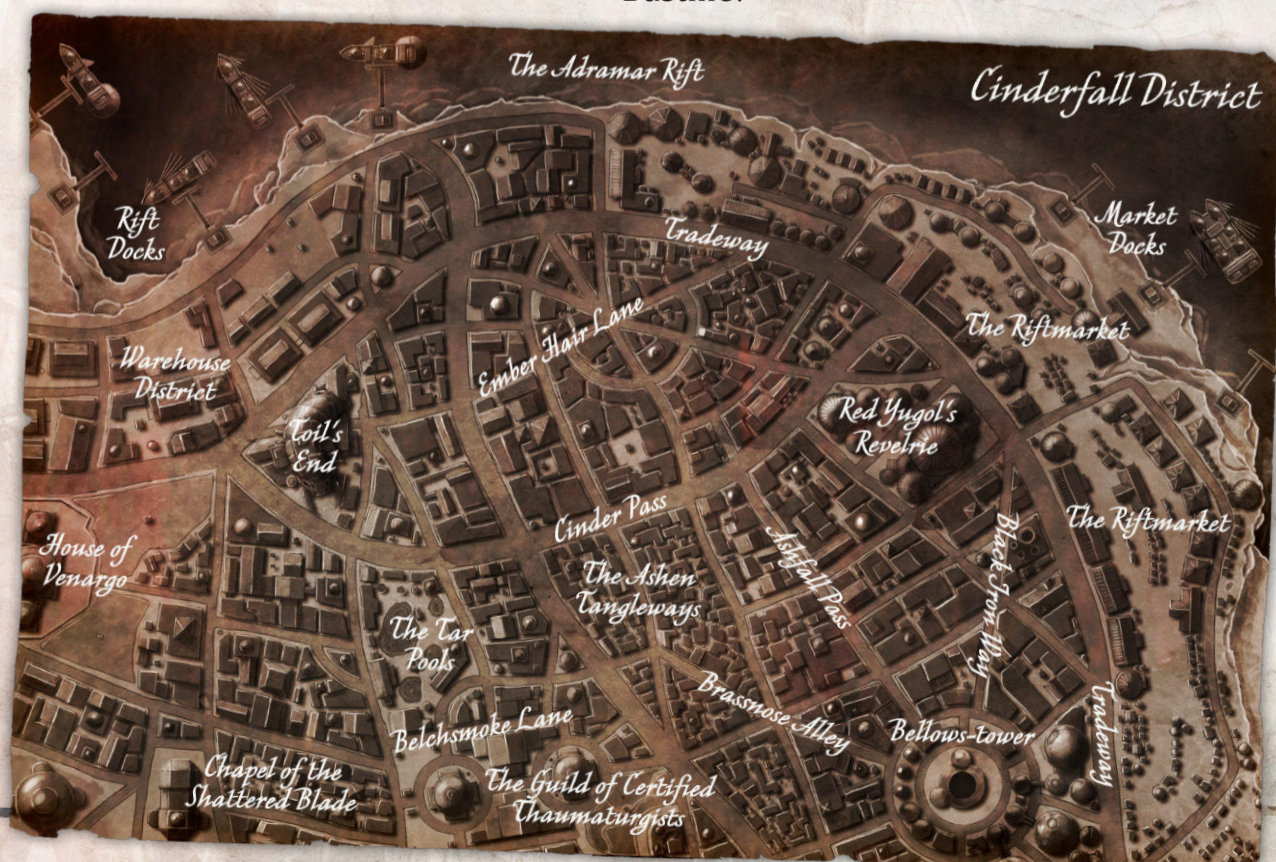 The Adramar Rift
Cinderfall District
Rift
Docks
Market
Docks
Tradeway
The Riftmarket
Ember Hair Lane
Warehouse
District
Toil's
End
Red Yugol's
Revelrie
Cinder Pass
The Riftmarket
House of
Venargo
Ashfall Pass
Black Iron Way
The Ashen
Tangleways
The Tar
Pools
Brassnose Alley
Belchsmoke Lane
Bellows-tower
Tradeway
Chapel of the
Shattered Blade
The Guild of Certified
Thaumaturgists